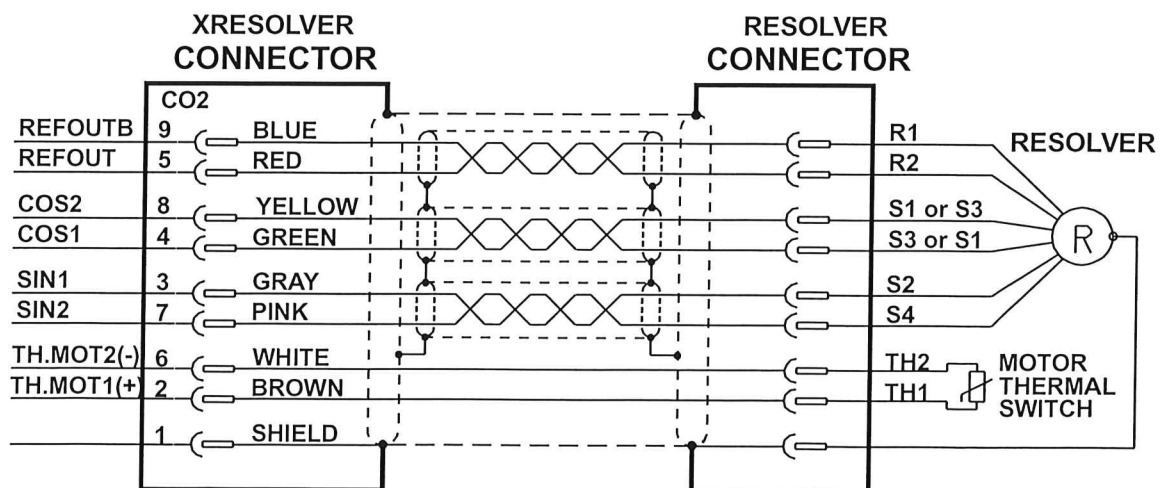 XRESOLVER
CONNECTOR
RESOLVER
CONNECTOR
CO2
REFOUTB 9 BLUE R1
RESOLVER
REFOUT 5 RED R2
COS2 8 YELLOW S1 or S3
COS1 4 GREEN S3 or S1
R
SIN1 3 GRAY S2
SIN2 7 PINK S4
TH.MOT2(-) 6 WHITE TH2
TH.MOT1(+) 2 BROWN TH1
MOTOR
THERMAL
SWITCH
1 SHIELD